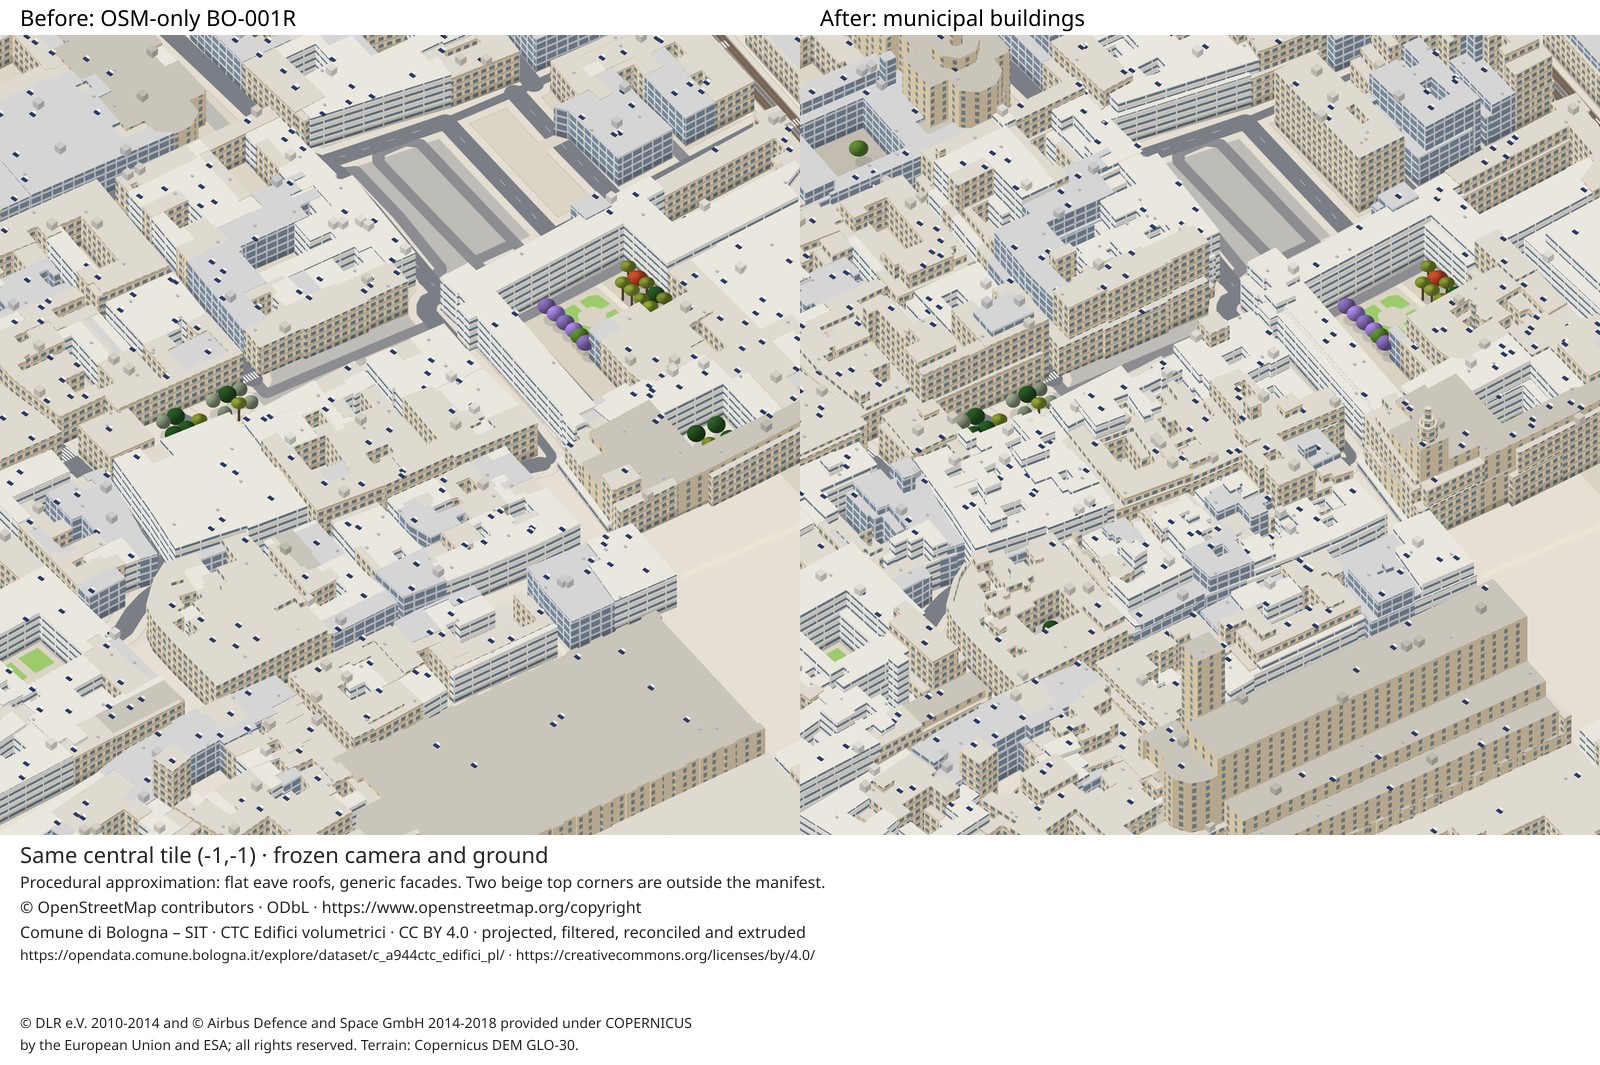 Before: OSM-only BO-001R
After: municipal buildings
Same central tile (-1,-1) · frozen camera and ground
Procedural approximation: flat eave roofs, generic facades. Two beige top corners are outside the manifest.
© OpenStreetMap contributors · ODbL · https://www.openstreetmap.org/copyright
Comune di Bologna – SIT · CTC Edifici volumetrici · CC BY 4.0 · projected, filtered, reconciled and extruded
https://opendata.comune.bologna.it/explore/dataset/c_a944ctc_edifici_pl/ · https://creativecommons.org/licenses/by/4.0/
© DLR e.V. 2010-2014 and © Airbus Defence and Space GmbH 2014-2018 provided under COPERNICUS
by the European Union and ESA; all rights reserved. Terrain: Copernicus DEM GLO-30.